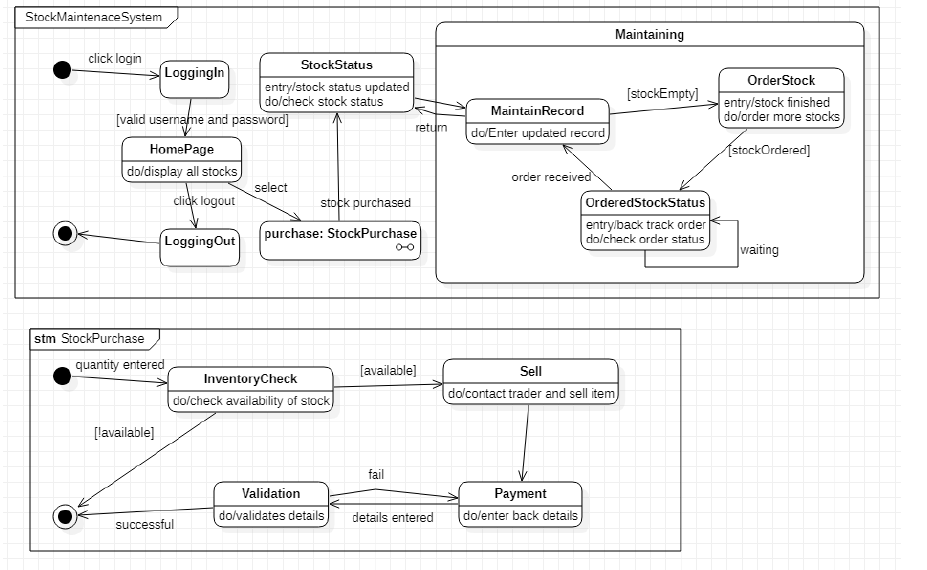 StockMaintenaceSystem
Maintaining
click login
LoggingIn
StockStatus
entry/stock status updated
do/check stock status
OrderStock
entry/stock finished
do/order more stocks
[stockEmpty]
MaintainRecord
do/Enter updated record
return
[valid username and password]
HomePage
do/display all stocks
[stockOrdered]
order received
select
click logout
stock purchased
OrderedStockStatus
entry/back track order
do/check order status
purchase: StockPurchase
LoggingOut
waiting
stm StockPurchase
quantity entered
InventoryCheck
do/check availability of stock
[available]
Sell
do/contact trader and sell item
[!available]
fail
Validation
do/validates details
Payment
do/enter back details
details entered
successful